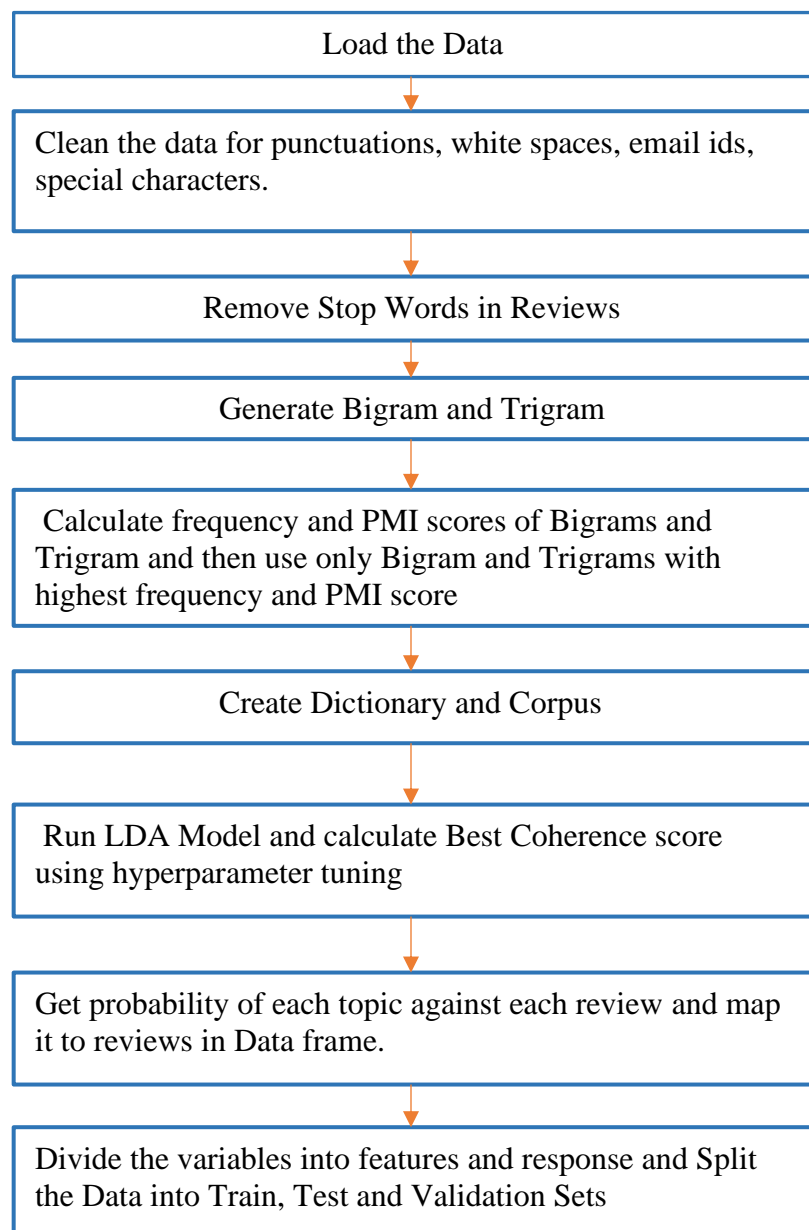 Load the Data
Clean the data for punctuations, white spaces, email ids,
special characters.
Remove Stop Words in Reviews
Generate Bigram and Trigram
Calculate frequency and PMI scores of Bigrams and
Trigram and then use only Bigram and Trigrams with
highest frequency and PMI score
Create Dictionary and Corpus
Run LDA Model and calculate Best Coherence score
using hyperparameter tuning
Get probability of each topic against each review and map
it to reviews in Data frame.
Divide the variables into features and response and Split
the Data into Train, Test and Validation Sets